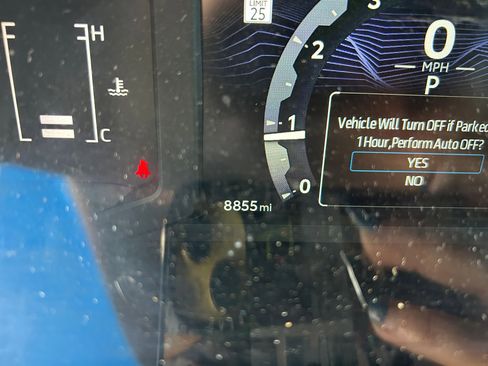 LIMIT
25
F
H
C
3
2
1
0
0
MPH
P
Vehicle Will Turn OFF if Parked
1 Hour,Perform Auto OFF?
YES
NO
8855 mi